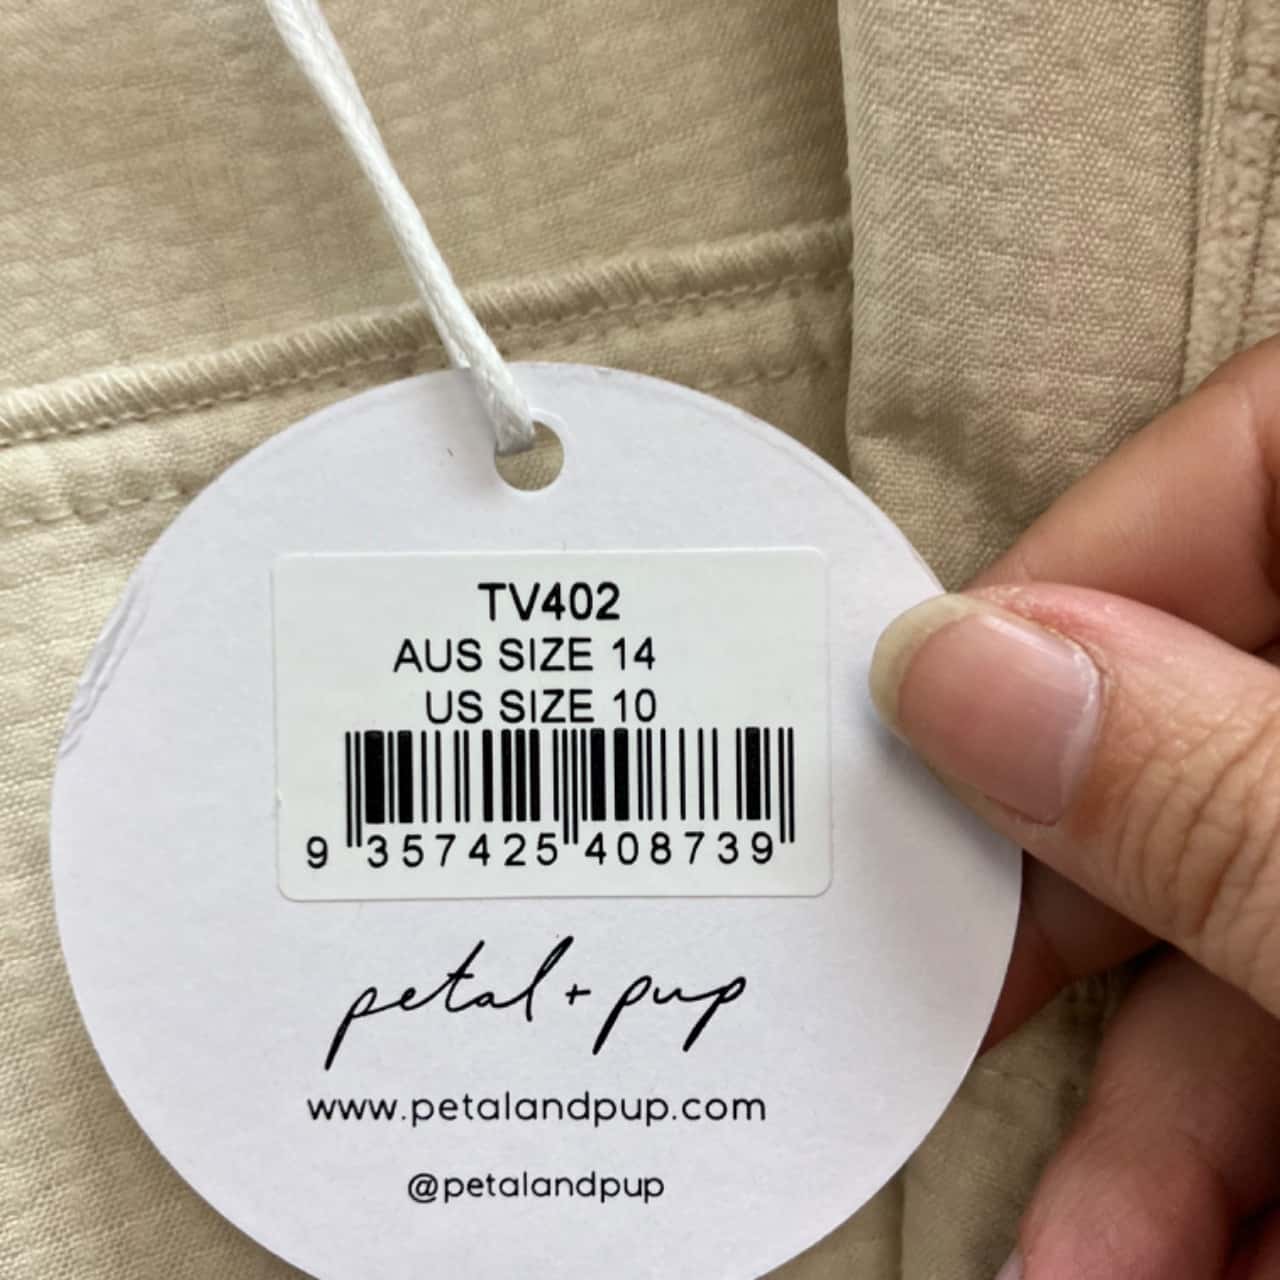 TV402
AUS SIZE 14
US SIZE 10
9 357425 408739
petal + pup
www.petalandpup.com
@petalandpup